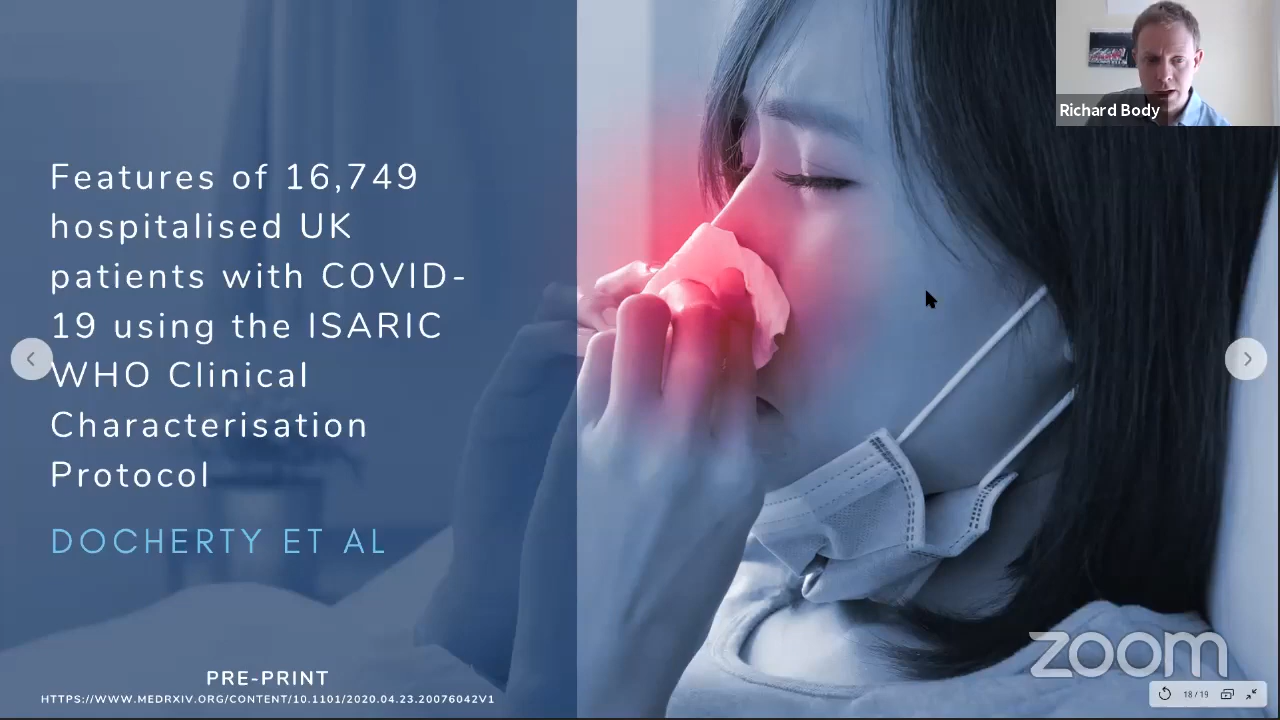 Features of 16,749
hospitalised UK
patients with COVID-
19 using the ISARIC
WHO Clinical
Characterisation
Protocol
DOCHERTY ET AL
PRE-PRINT
HTTPS://WWW.MEDRXIV.ORG/CONTENT/10.1101/2020.04.23.20076042V1
Richard Body
zoom
18 / 19